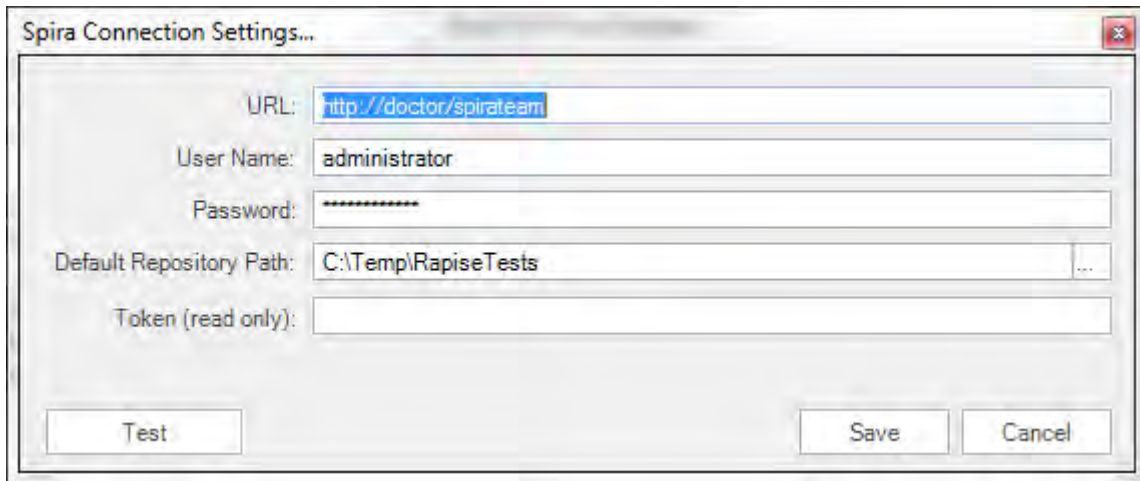 Spira Connection Settings...
URL: http://doctor/spirateam
User Name: administrator
Password: *************
Default Repository Path: C:\Temp\RapiseTests ...
Token (read only):
Test Save Cancel